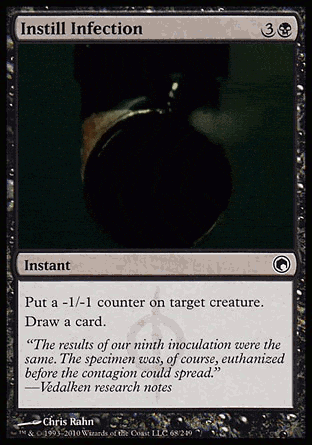 Instill Infection 3
Instant
Put a -1/-1 counter on target creature.
Draw a card.
“The results of our ninth inoculation were
the same. The specimen was, of course, euthanized
before the contagion could spread.”
—Vedalken research notes
Chris Rahn
™ & © 1993–2010 Wizards of the Coast LLC 68/249